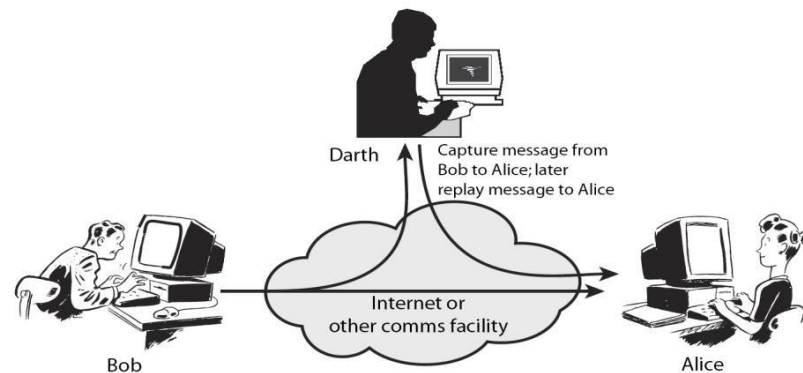 Darth
Capture message from
Bob to Alice; later
replay message to Alice
Internet or
other comms facility
Bob
Alice